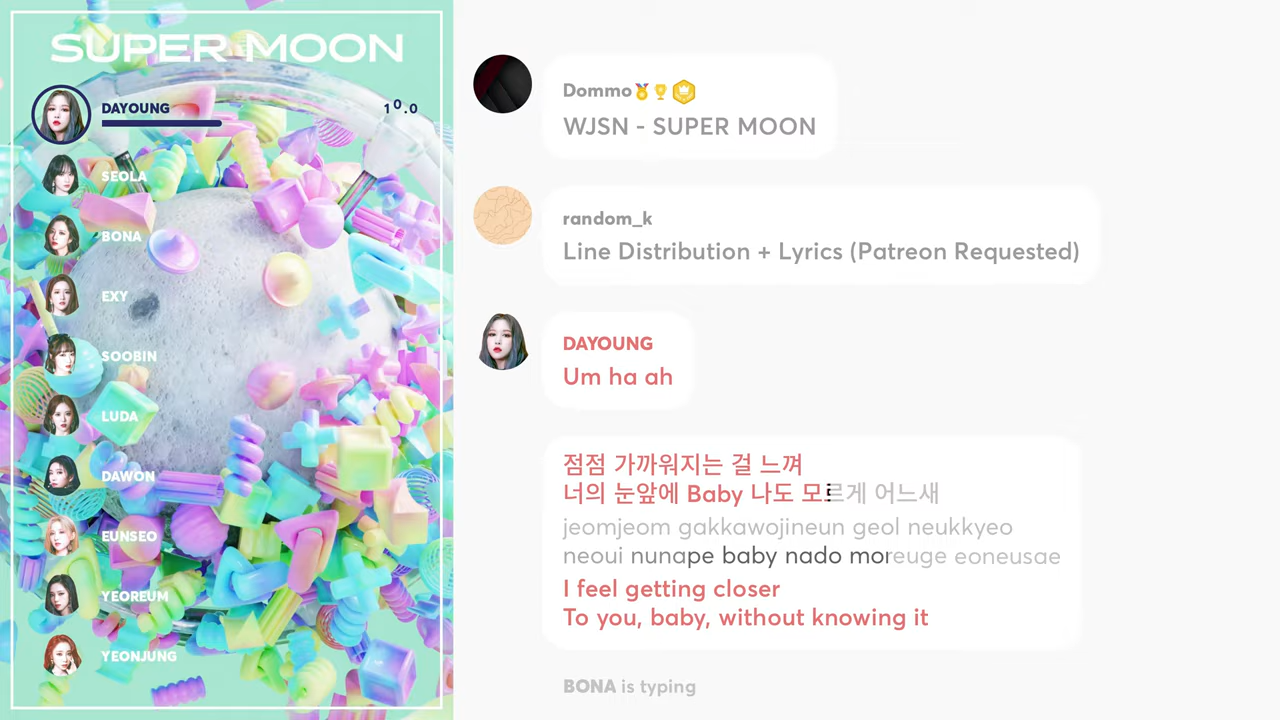 SUPER MOON
DAYOUNG
10.0
SEOLA
BONA
EXY
SOOBIN
LUDA
DAWON
EUNSEO
YEOREUM
YEONJUNG
Dommo
WJSN - SUPER MOON
random_k
Line Distribution + Lyrics (Patreon Requested)
DAYOUNG
Um ha ah
점점 가까워지는 걸 느껴
너의 눈앞에 Baby 나도 모르게 어느새
jeomjeom gakkawojineun geol neukkyeo
neoui nunape baby nado moreuge eoneusae
I feel getting closer
To you, baby, without knowing it
BONA is typing